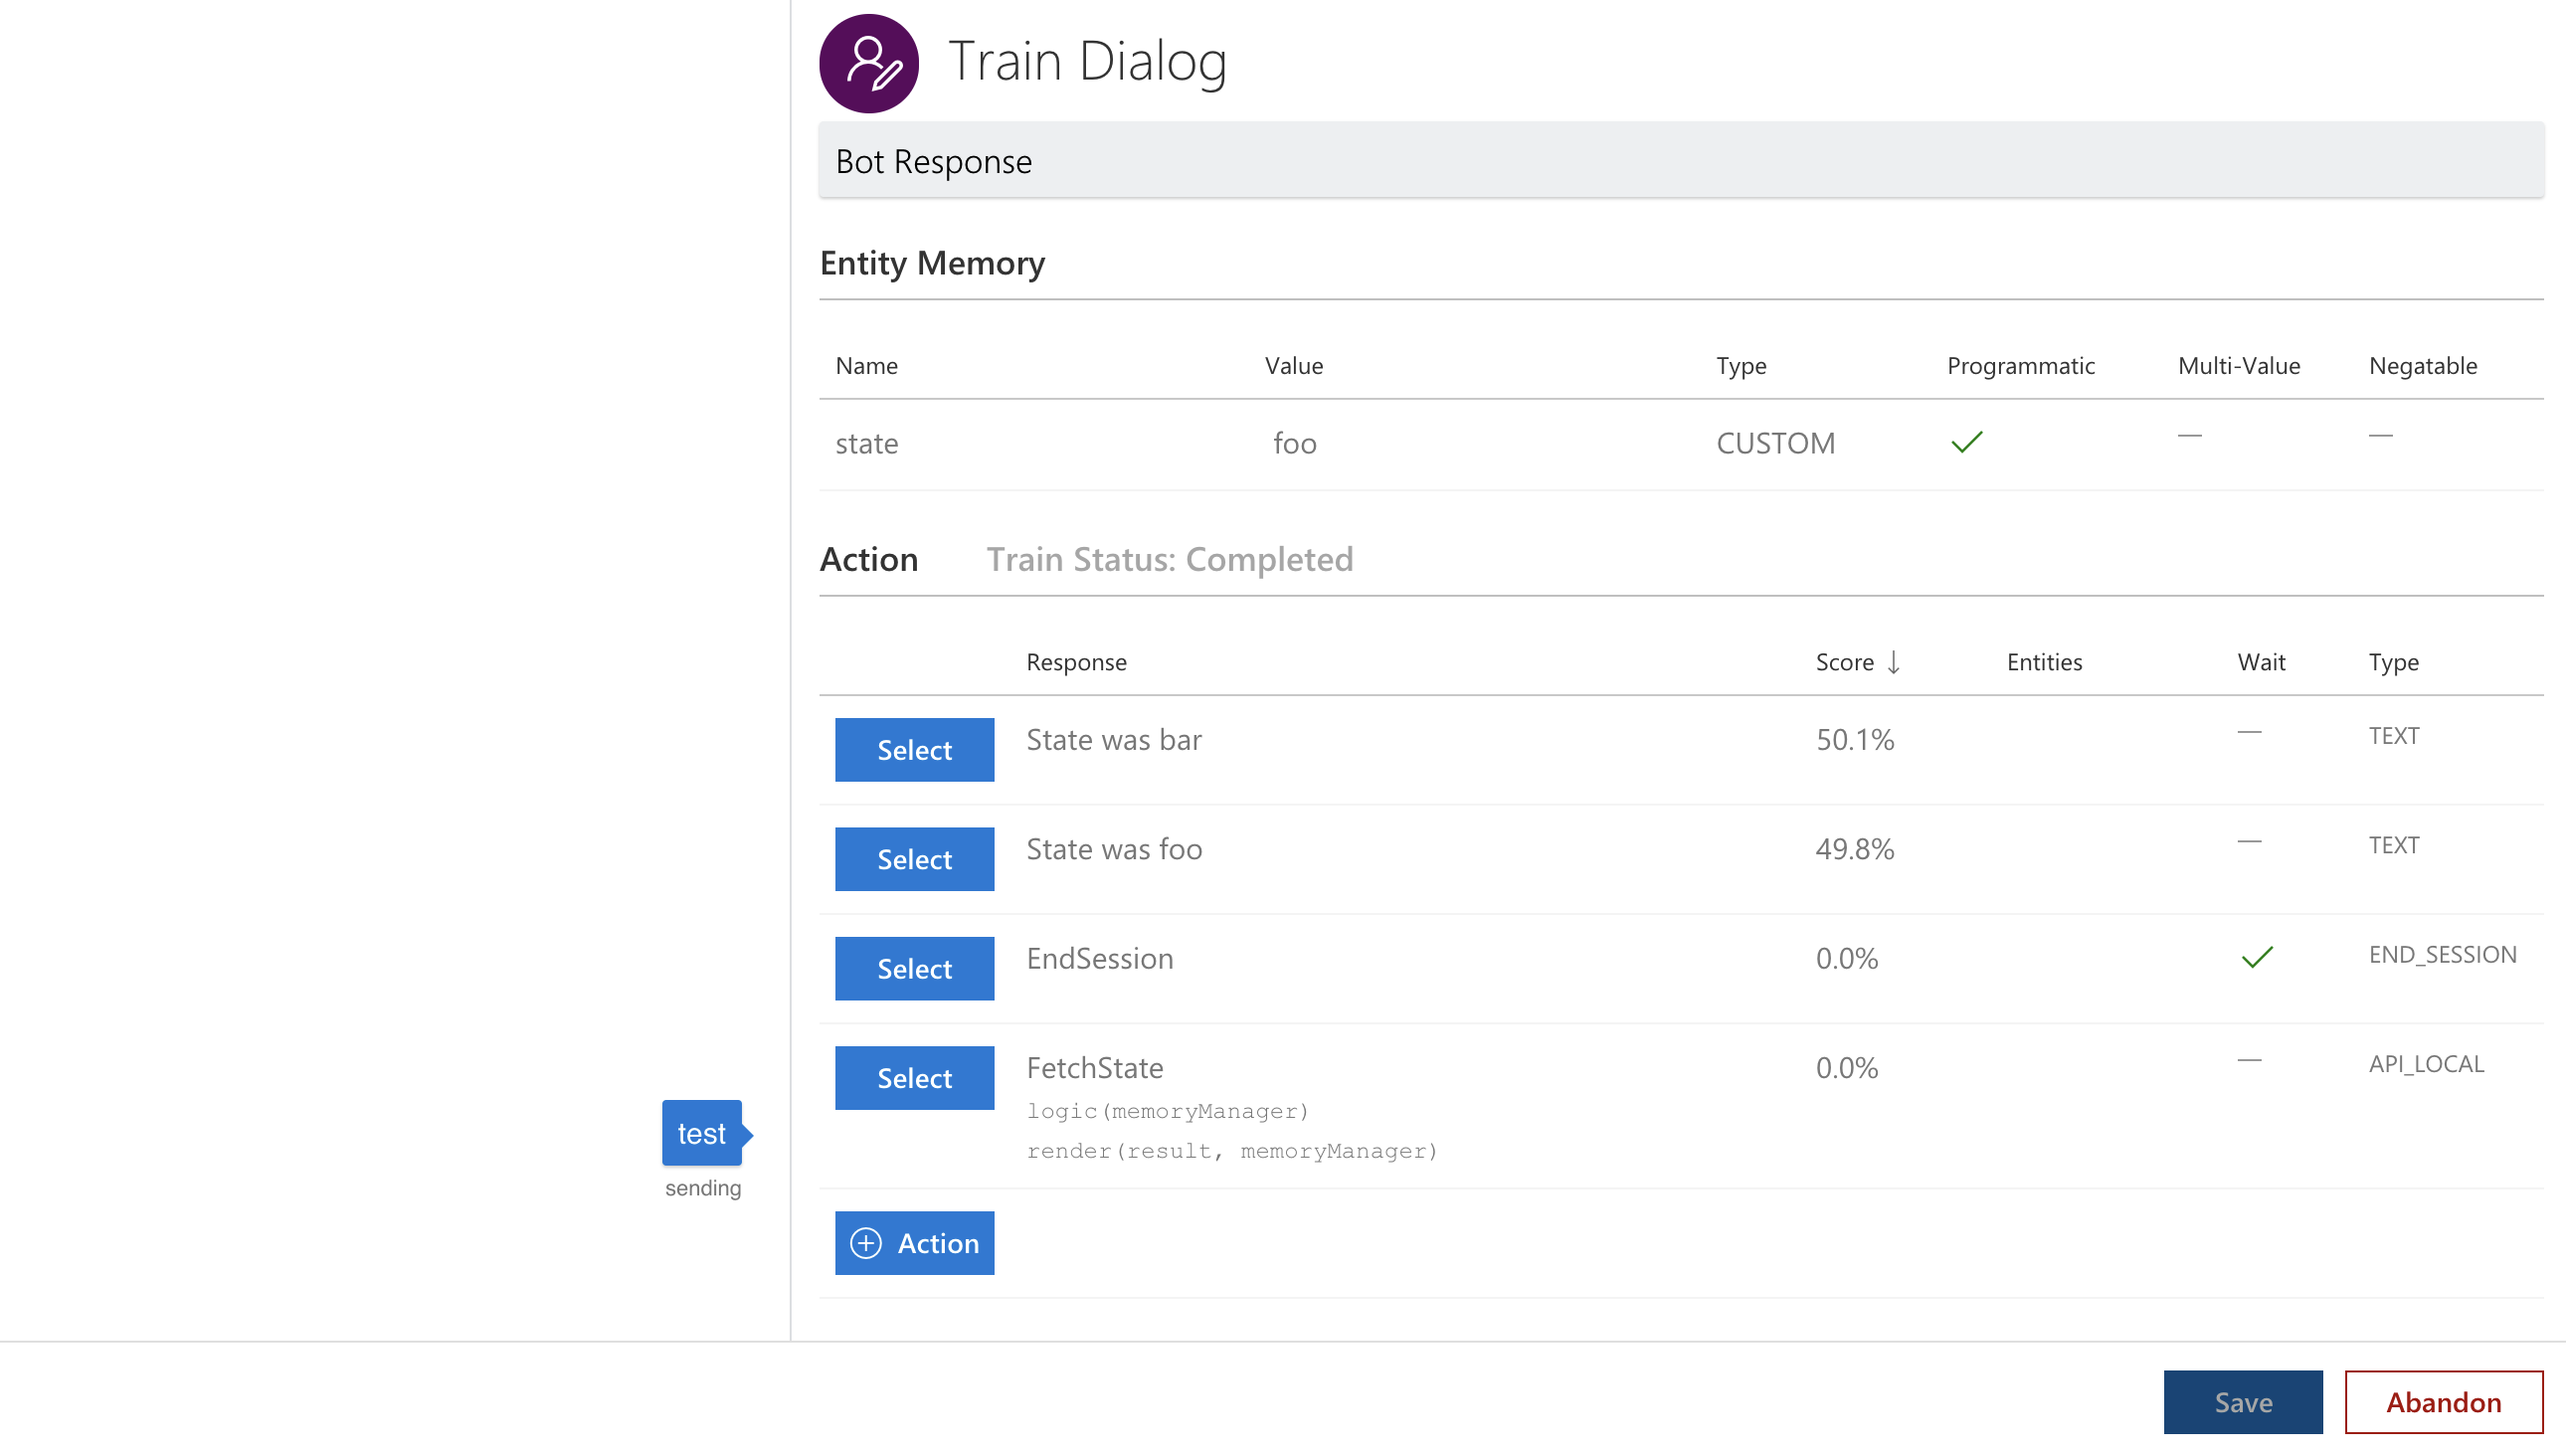 Train Dialog
Bot Response
Entity Memory
Name Value Type Programmatic Multi-Value Negatable
state foo CUSTOM — —
Action Train Status: Completed
Response Score ↓ Entities Wait Type
Select State was bar 50.1% — TEXT
Select State was foo 49.8% — TEXT
Select EndSession 0.0% END_SESSION
Select FetchState 0.0% — API_LOCAL
logic(memoryManager)
render(result, memoryManager)
test
sending
Action
Save Abandon